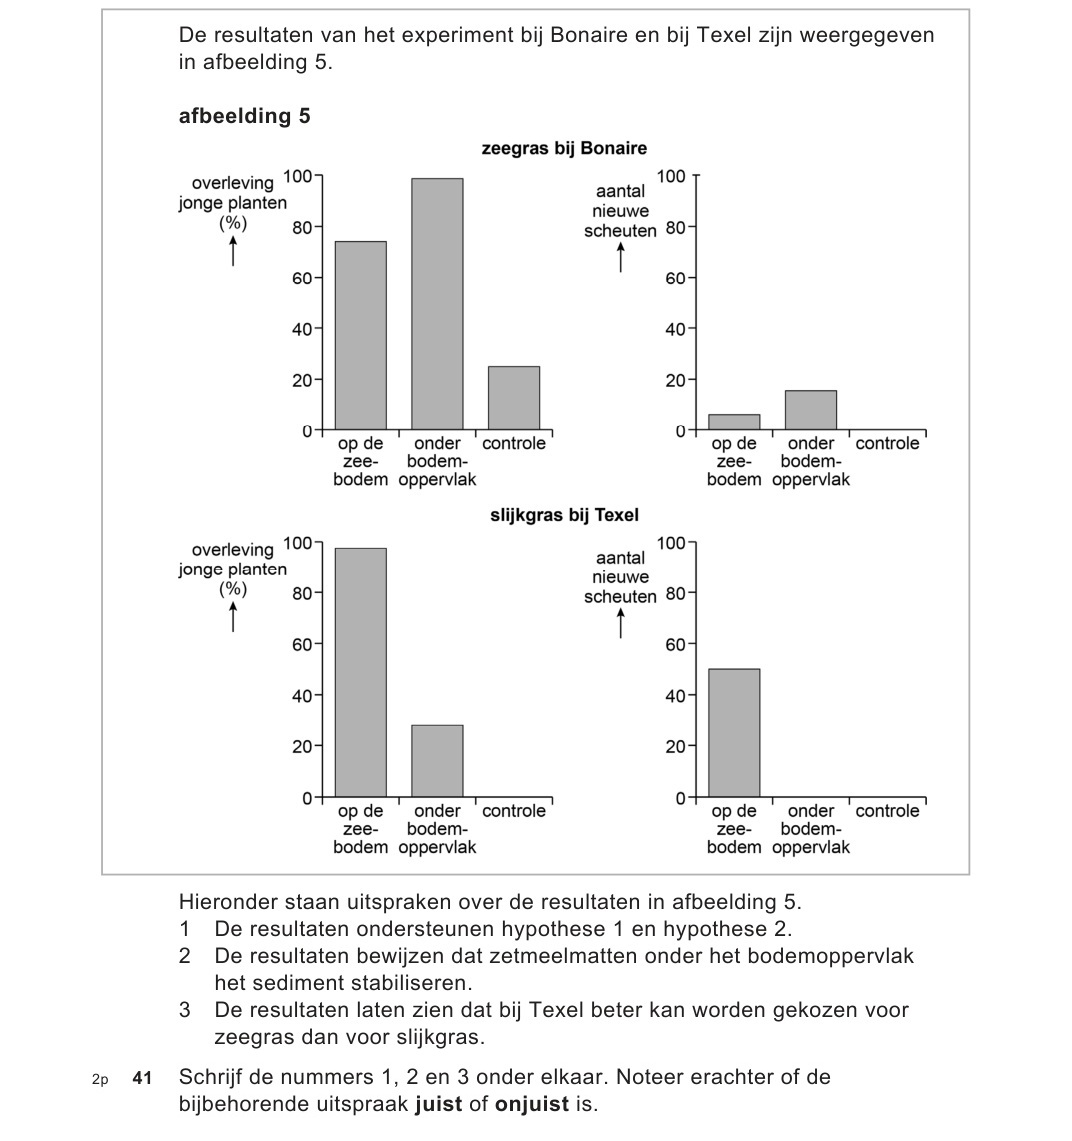 De resultaten van het experiment bij Bonaire en bij Texel zijn weergegeven
in afbeelding 5.
afbeelding 5
zeegras bij Bonaire
overleving
jonge planten
(%)
100
80
60
40
20
0
op de
zee-
bodem
onder
bodem-
oppervlak
controle
aantal
nieuwe
scheuten
100
80
60
40
20
0
op de
zee-
bodem
onder
bodem-
oppervlak
controle
slijkgras bij Texel
overleving
jonge planten
(%)
100
80
60
40
20
0
op de
zee-
bodem
onder
bodem-
oppervlak
controle
aantal
nieuwe
scheuten
100
80
60
40
20
0
op de
zee-
bodem
onder
bodem-
oppervlak
controle
Hieronder staan uitspraken over de resultaten in afbeelding 5.
1 De resultaten ondersteunen hypothese 1 en hypothese 2.
2 De resultaten bewijzen dat zetmeelmatten onder het bodemoppervlak
het sediment stabiliseren.
3 De resultaten laten zien dat bij Texel beter kan worden gekozen voor
zeegras dan voor slijkgras.
2p 41 Schrijf de nummers 1, 2 en 3 onder elkaar. Noteer erachter of de
bijbehorende uitspraak juist of onjuist is.